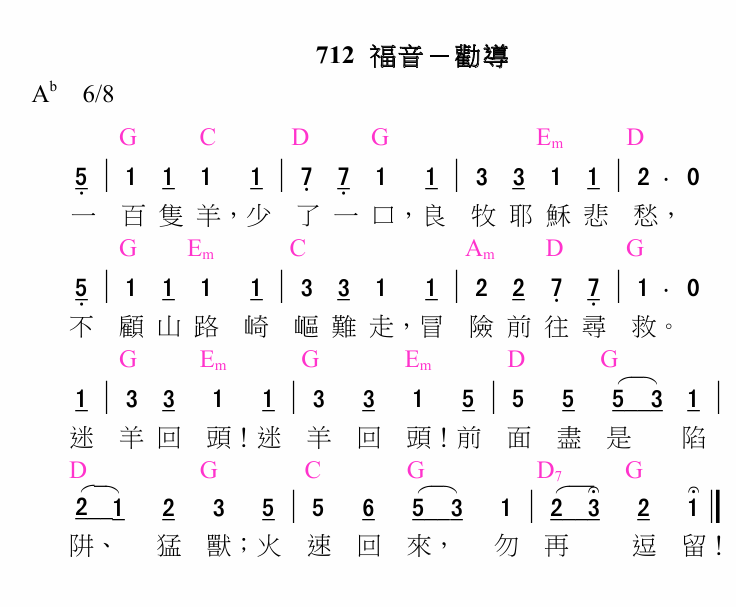 712 福音－勸導
A♭ 6/8
G C D G Em D
5 | 1 1 1 1 | 7 7 1 1 | 3 3 1 1 | 2 · 0
一 百 隻 羊，少 了 一 口，良 牧 耶 穌 悲 愁，
G Em C Am D G
5 | 1 1 1 1 | 3 3 1 1 | 2 2 7 7 | 1 · 0
不 顧 山 路 崎 嶇 難 走，冒 險 前 往 尋 救。
G Em G Em D G
1 | 3 3 1 1 | 3 3 1 5 | 5 5 5 3 1 |
迷 羊 回 頭！迷 羊 回 頭！前 面 盡 是 陷
D G C G D7 G
2 1 2 3 5 | 5 6 5 3 1 | 2 3 2 1 ||
阱、 猛 獸；火 速 回 來， 勿 再 逗 留！